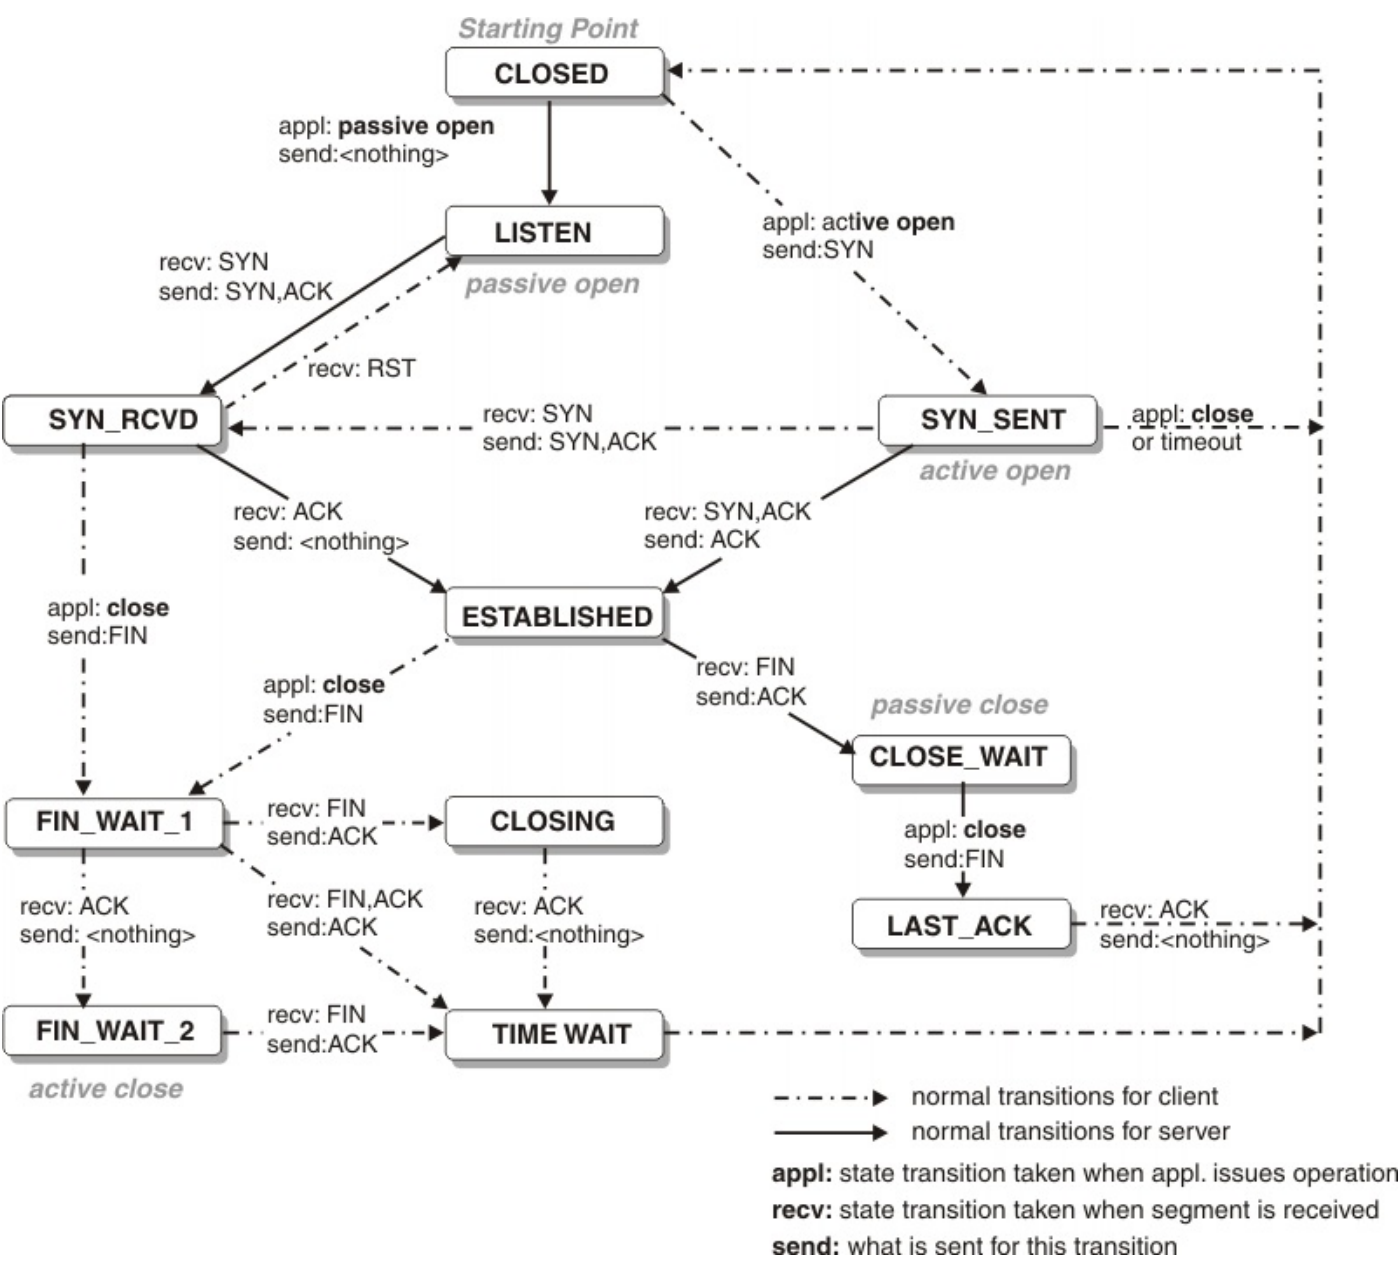 Starting Point
CLOSED
appl: passive open
send:<nothing>
LISTEN
passive open
appl: active open
send:SYN
recv: SYN
send: SYN,ACK
recv: RST
SYN_RCVD
recv: SYN
send: SYN,ACK
SYN_SENT
active open
appl: close
or timeout
recv: ACK
send: <nothing>
recv: SYN,ACK
send: ACK
appl: close
send:FIN
ESTABLISHED
appl: close
send:FIN
recv: FIN
send:ACK
passive close
CLOSE_WAIT
FIN_WAIT_1
recv: FIN
send:ACK
CLOSING
appl: close
send:FIN
recv: ACK
send: <nothing>
recv: FIN,ACK
send:ACK
recv: ACK
send:<nothing>
LAST_ACK
recv: ACK
send:<nothing>
FIN_WAIT_2
active close
recv: FIN
send:ACK
TIME WAIT
normal transitions for client
normal transitions for server
appl: state transition taken when appl. issues operation
recv: state transition taken when segment is received
send: what is sent for this transition